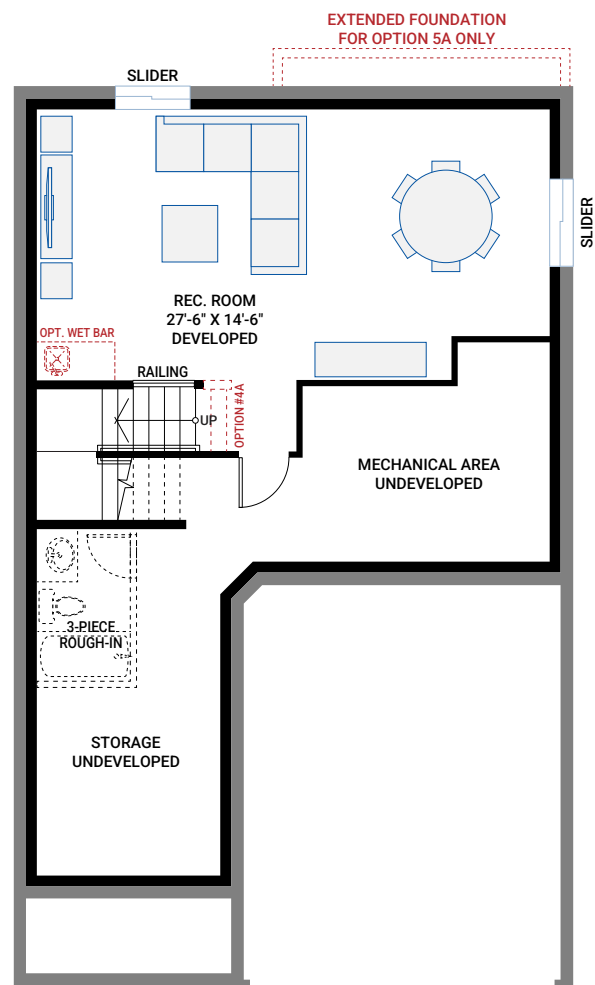 EXTENDED FOUNDATION
FOR OPTION 5A ONLY
SLIDER
SLIDER
REC. ROOM
27'-6" X 14'-6"
DEVELOPED
OPT. WET BAR
RAILING
UP
OPTION #4A
MECHANICAL AREA
UNDEVELOPED
3-PIECE
ROUGH-IN
STORAGE
UNDEVELOPED